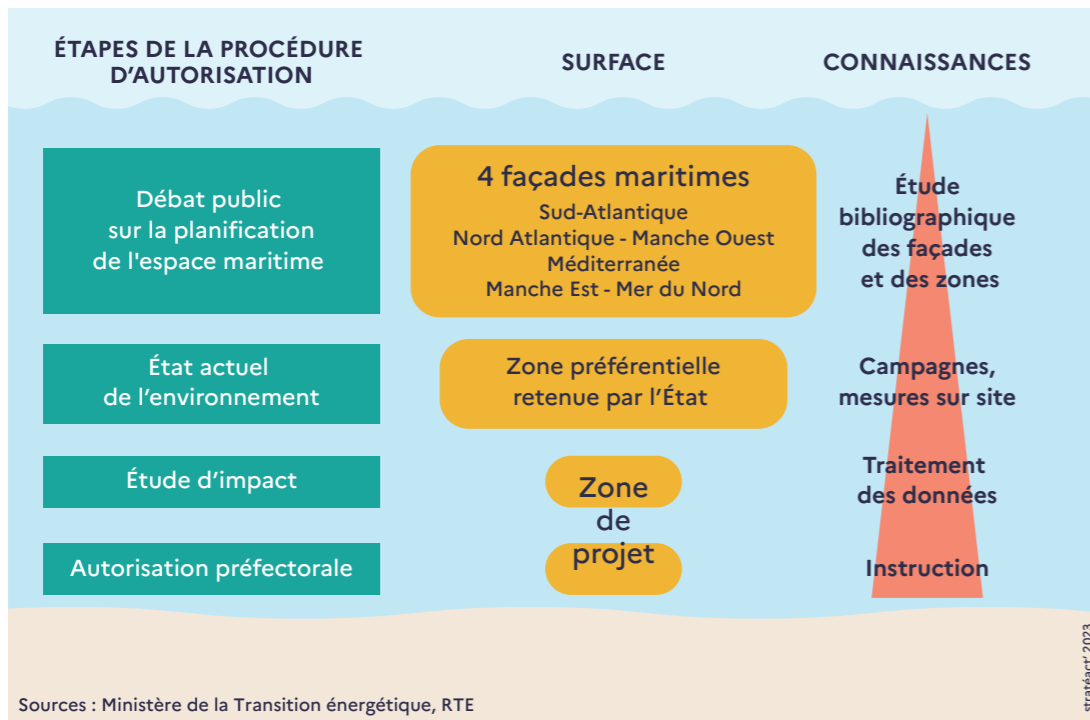 ÉTAPES DE LA PROCÉDURE
D'AUTORISATION
SURFACE
CONNAISSANCES
Débat public
sur la planification
de l'espace maritime
4 façades maritimes
Sud-Atlantique
Nord Atlantique - Manche Ouest
Méditerranée
Manche Est - Mer du Nord
Étude
bibliographique
des façades
et des zones
État actuel
de l'environnement
Zone préférentielle
retenue par l'État
Campagnes,
mesures sur site
Étude d'impact
Zone
de
projet
Traitement
des données
Autorisation préfectorale
Instruction
Sources : Ministère de la Transition énergétique, RTE
stratéact' 2023